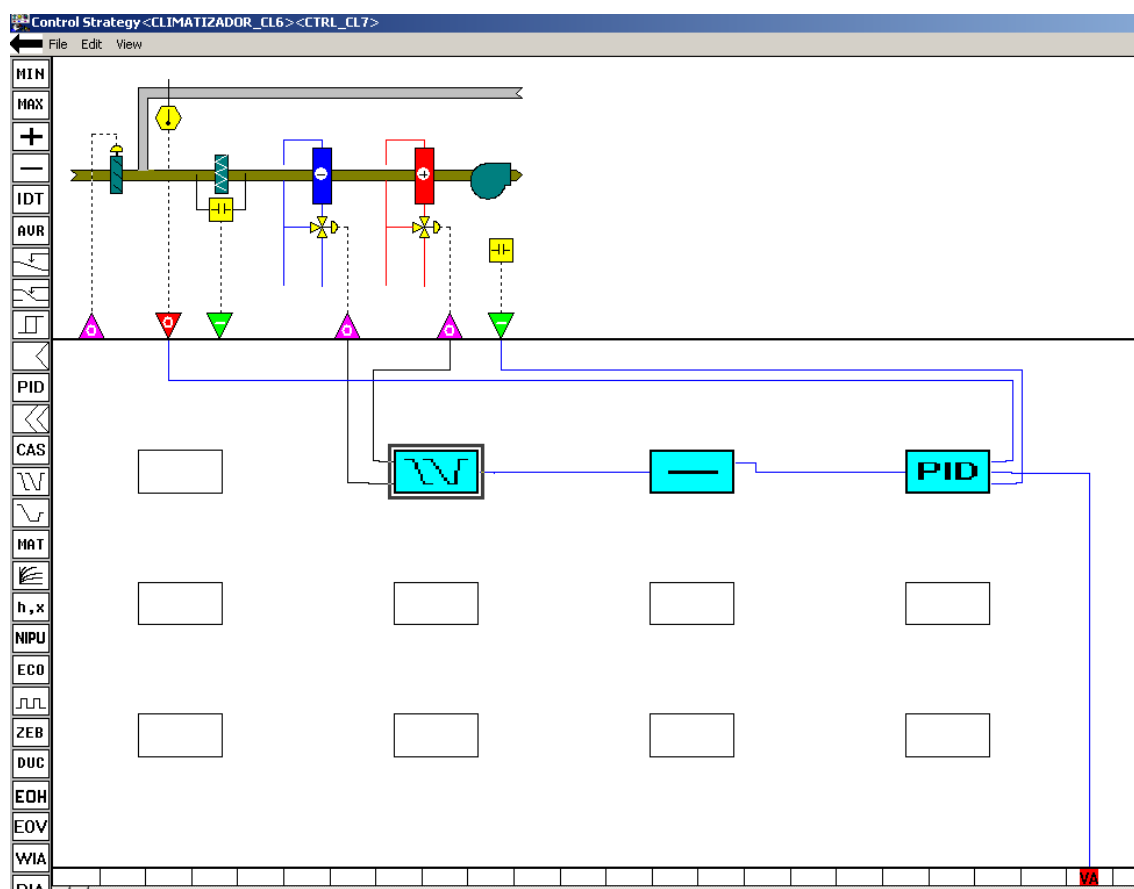 Control Strategy<CLIMATIZADOR_CL6><CTRL_CL7>
File Edit View
MIN
MAX
+
−
IDT
AVR
PID
PID
CAS
MAT
h,x
NIPU
ECO
ZEB
DUC
EOH
EOV
WIA
VA